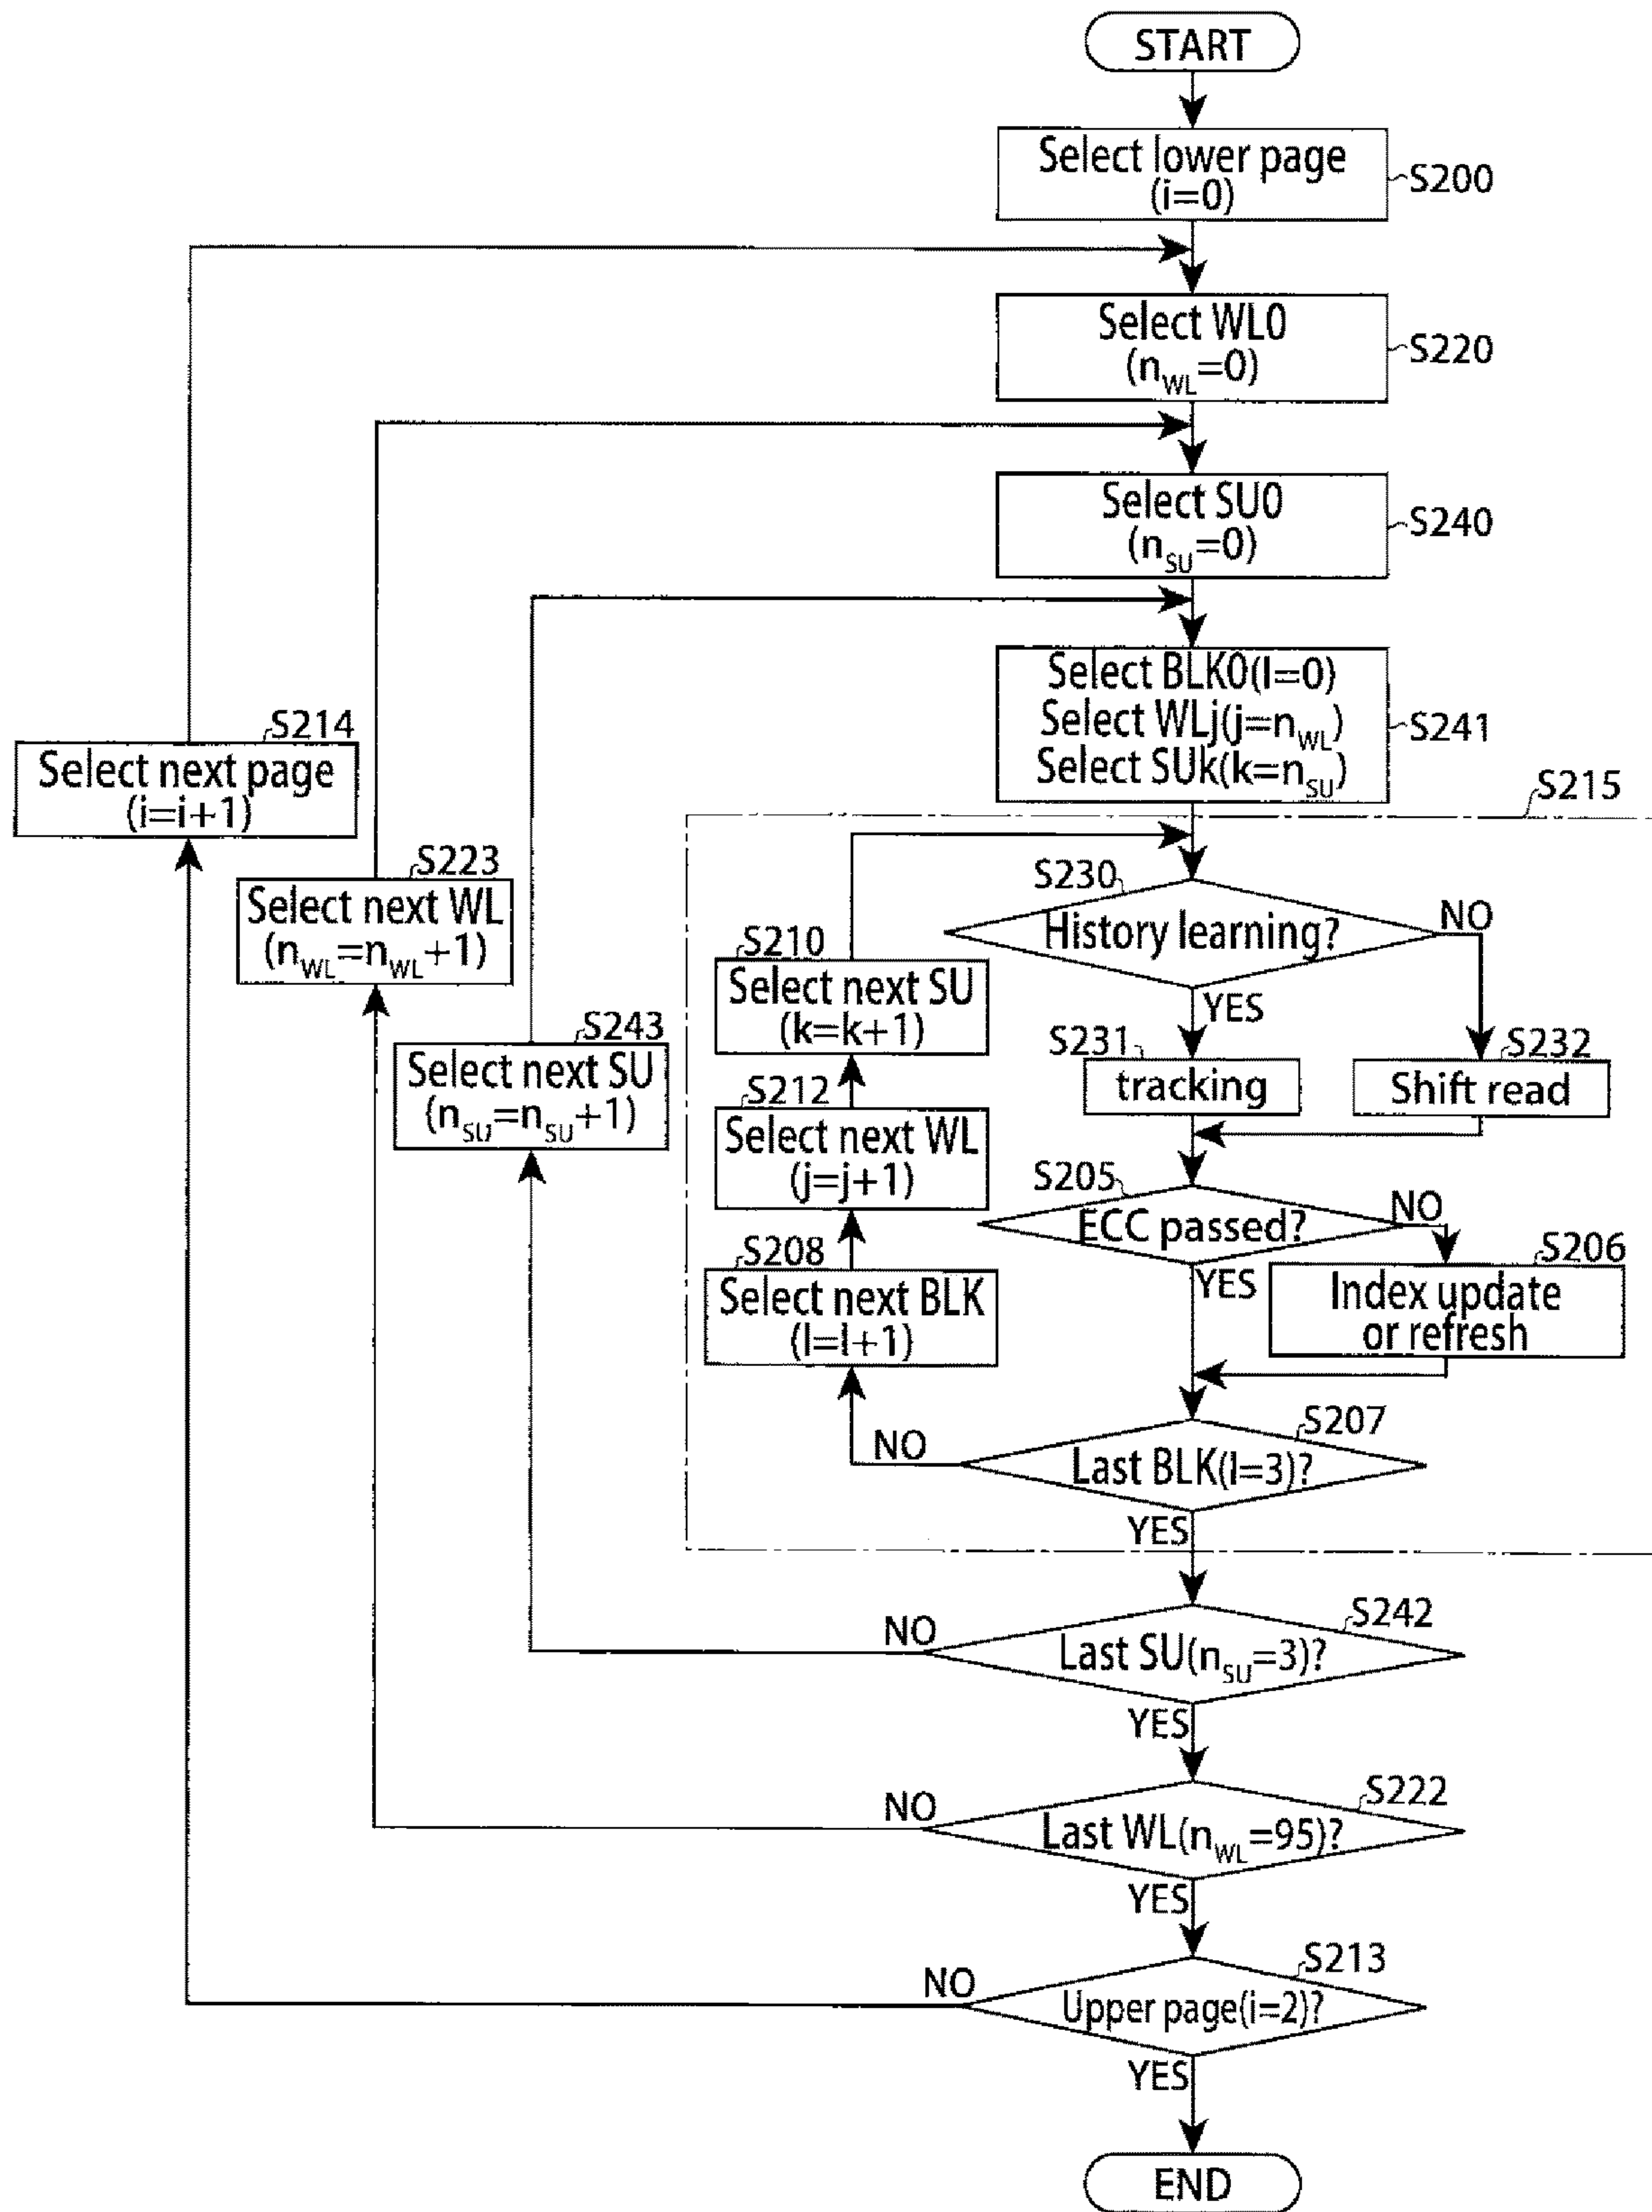 START
Select lower page
(i=0)
S200
Select WL0
(nWL=0)
S220
Select SU0
(nSU=0)
S240
Select BLK0(l=0)
Select WLj(j=nWL)
Select SUk(k=nSU)
S241
S214
Select next page
(i=i+1)
S215
S223
Select next WL
(nWL=nWL+1)
S230
History learning?
NO
YES
S210
Select next SU
(k=k+1)
S243
Select next SU
(nSU=nSU+1)
S231
tracking
S232
Shift read
S212
Select next WL
(j=j+1)
S205
ECC passed?
NO
YES
S206
Index update
or refresh
S208
Select next BLK
(l=l+1)
S207
Last BLK(l=3)?
NO
YES
S242
Last SU(nSU=3)?
NO
YES
S222
Last WL(nWL=95)?
NO
YES
S213
Upper page(i=2)?
NO
YES
END